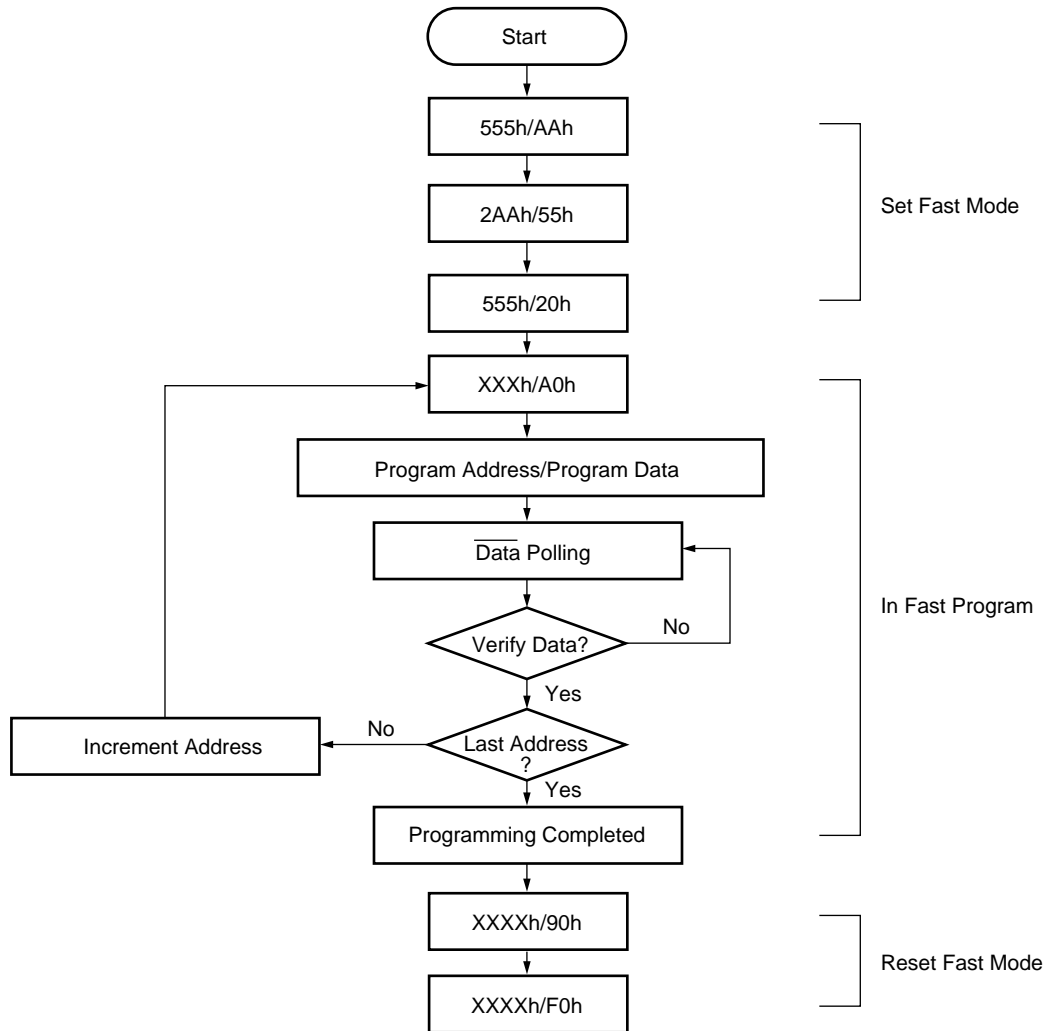 Start
555h/AAh
2AAh/55h
Set Fast Mode
555h/20h
XXXh/A0h
Program Address/Program Data
Data Polling
In Fast Program
Verify Data?
No
Yes
Increment Address
No
Last Address
?
Yes
Programming Completed
XXXXh/90h
Reset Fast Mode
XXXXh/F0h